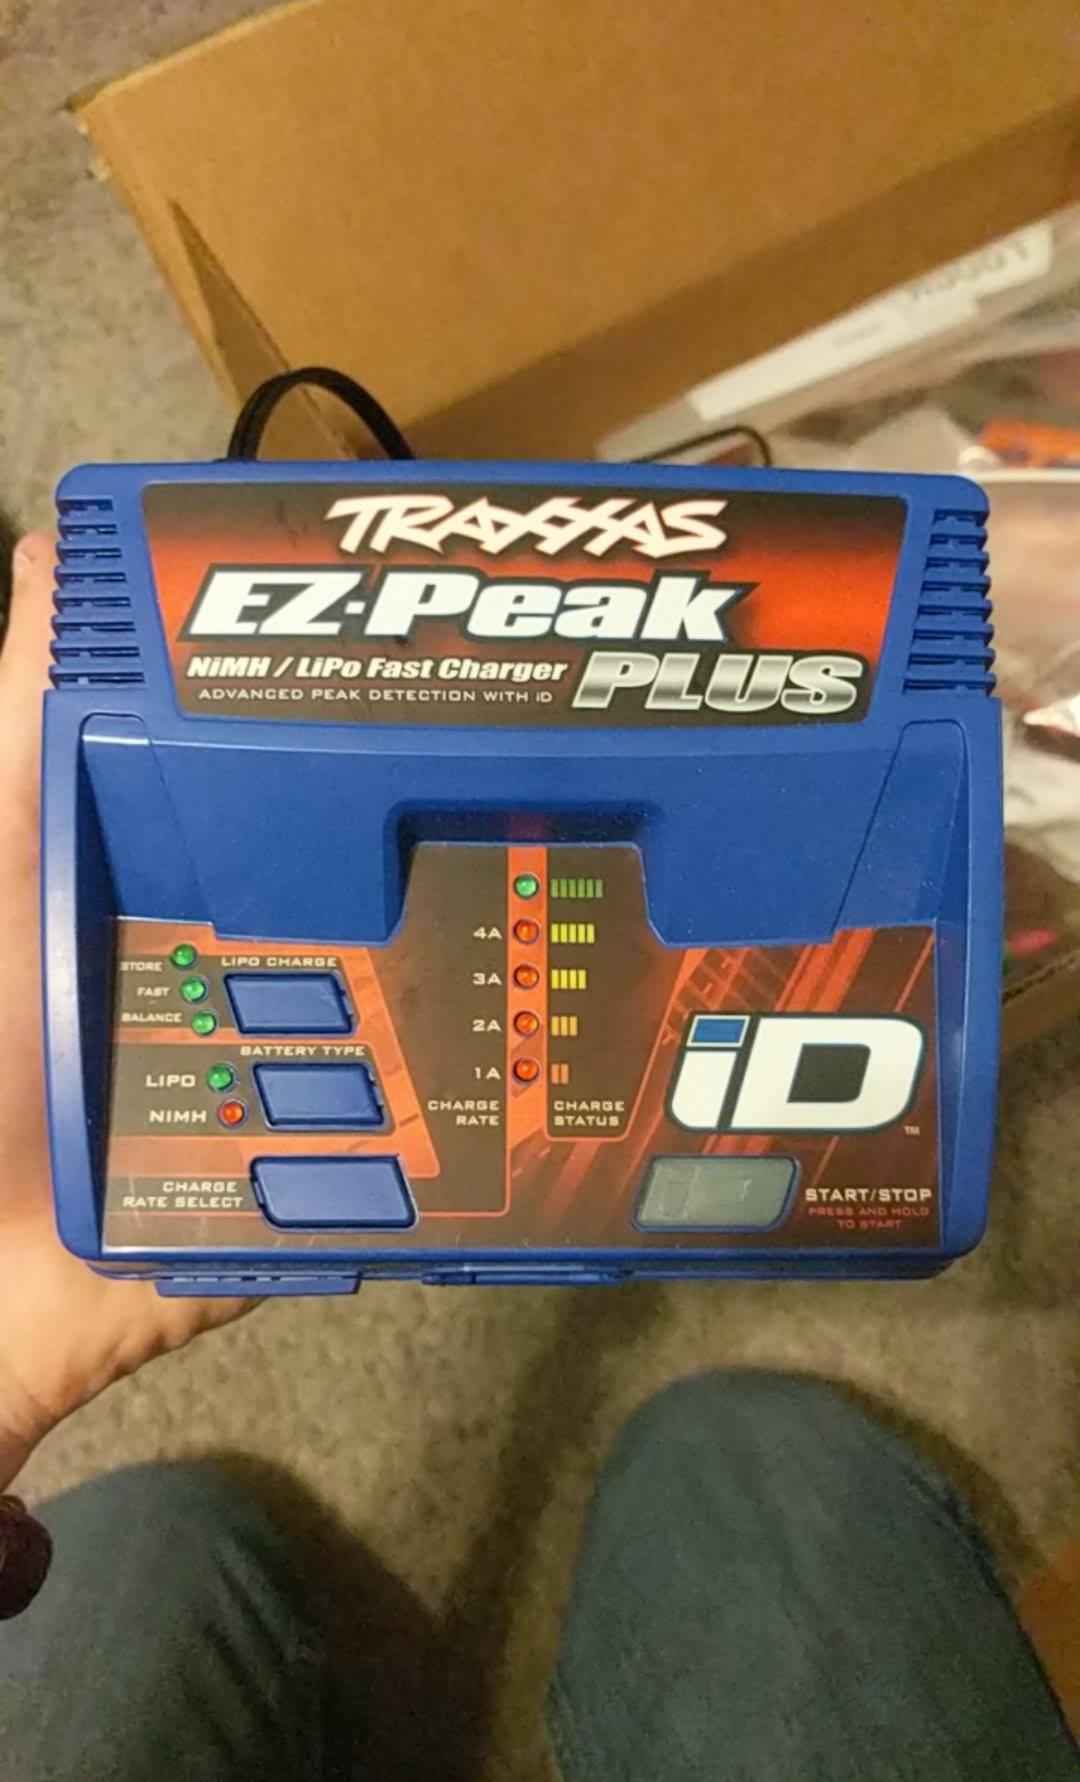 TRAXXAS
EZ-Peak
NiMH / LiPo Fast Charger
PLUS
ADVANCED PEAK DETECTION WITH iD
STORE
FAST
BALANCE
LIPO CHARGE
BATTERY TYPE
LIPO
NIMH
CHARGE
RATE SELECT
4A
3A
2A
1A
CHARGE
RATE
CHARGE
STATUS
iD
TM
START/STOP
PRESS AND HOLD
TO START